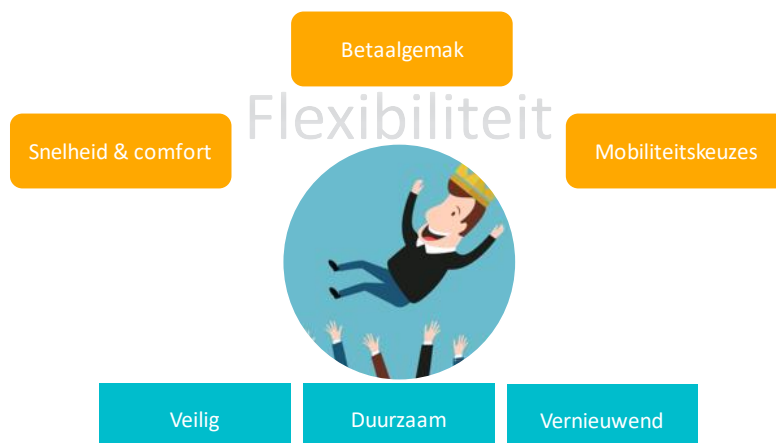 Betaalgemak
Flexibiliteit
Snelheid & comfort
Mobiliteitskeuzes
Veilig
Duurzaam
Vernieuwend